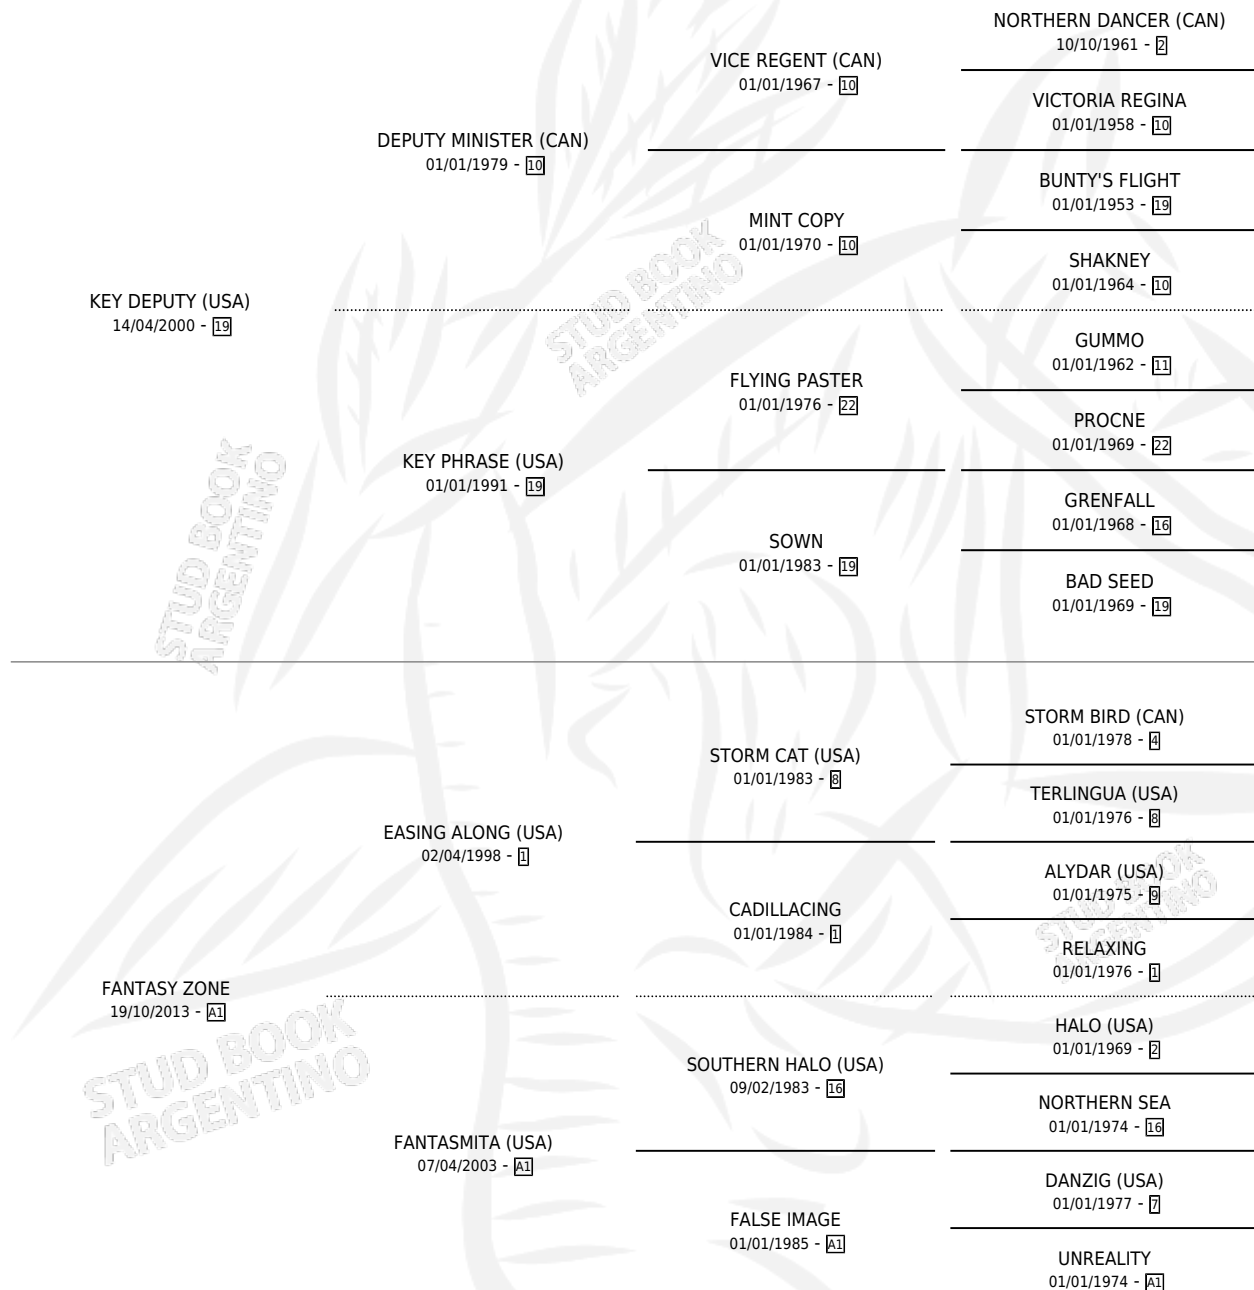 NORTHERN DANCER (CAN)
10/10/1961 - 2
VICE REGENT (CAN)
01/01/1967 - 10
VICTORIA REGINA
01/01/1958 - 10
DEPUTY MINISTER (CAN)
01/01/1979 - 10
BUNTY'S FLIGHT
01/01/1953 - 19
MINT COPY
01/01/1970 - 10
SHAKNEY
01/01/1964 - 10
KEY DEPUTY (USA)
14/04/2000 - 19
GUMMO
01/01/1962 - 11
FLYING PASTER
01/01/1976 - 22
PROCNE
01/01/1969 - 22
KEY PHRASE (USA)
01/01/1991 - 19
GRENFALL
01/01/1968 - 16
SOWN
01/01/1983 - 19
BAD SEED
01/01/1969 - 19
STORM BIRD (CAN)
01/01/1978 - 4
STORM CAT (USA)
01/01/1983 - 8
TERLINGUA (USA)
01/01/1976 - 8
EASING ALONG (USA)
02/04/1998 - 1
ALYDAR (USA)
01/01/1975 - 9
CADILLACING
01/01/1984 - 1
RELAXING
01/01/1976 - 1
FANTASY ZONE
19/10/2013 - A1
HALO (USA)
01/01/1969 - 2
SOUTHERN HALO (USA)
09/02/1983 - 16
NORTHERN SEA
01/01/1974 - 16
FANTASMITA (USA)
07/04/2003 - A1
DANZIG (USA)
01/01/1977 - 7
FALSE IMAGE
01/01/1985 - A1
UNREALITY
01/01/1974 - A1
STUD BOOK
ARGENTINO
STUD BOOK
ARGENTINO
STUD BOOK
ARGENTINO
STUD BOOK
ARGENTINO